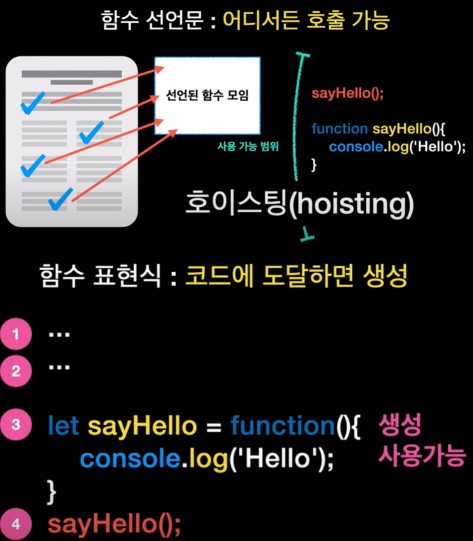 함수 선언문 : 어디서든 호출 가능
선언된 함수 모임
사용 가능 범위
sayHello();
function sayHello(){
console.log('Hello');
}
호이스팅(hoisting)
함수 표현식 : 코드에 도달하면 생성
1 ...
2 ...
3 let sayHello = function(){ 생성
console.log('Hello'); 사용가능
}
4 sayHello();